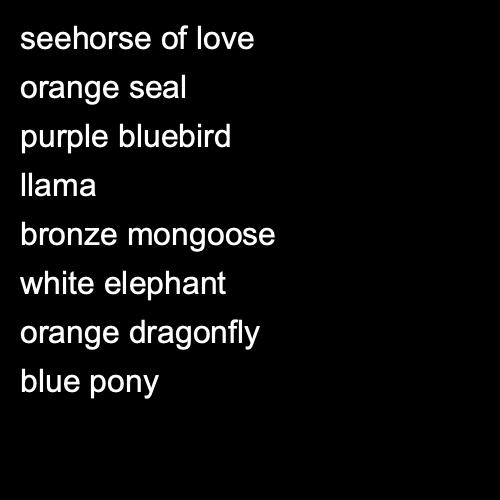 seehorse of love
orange seal
purple bluebird
llama
bronze mongoose
white elephant
orange dragonfly
blue pony